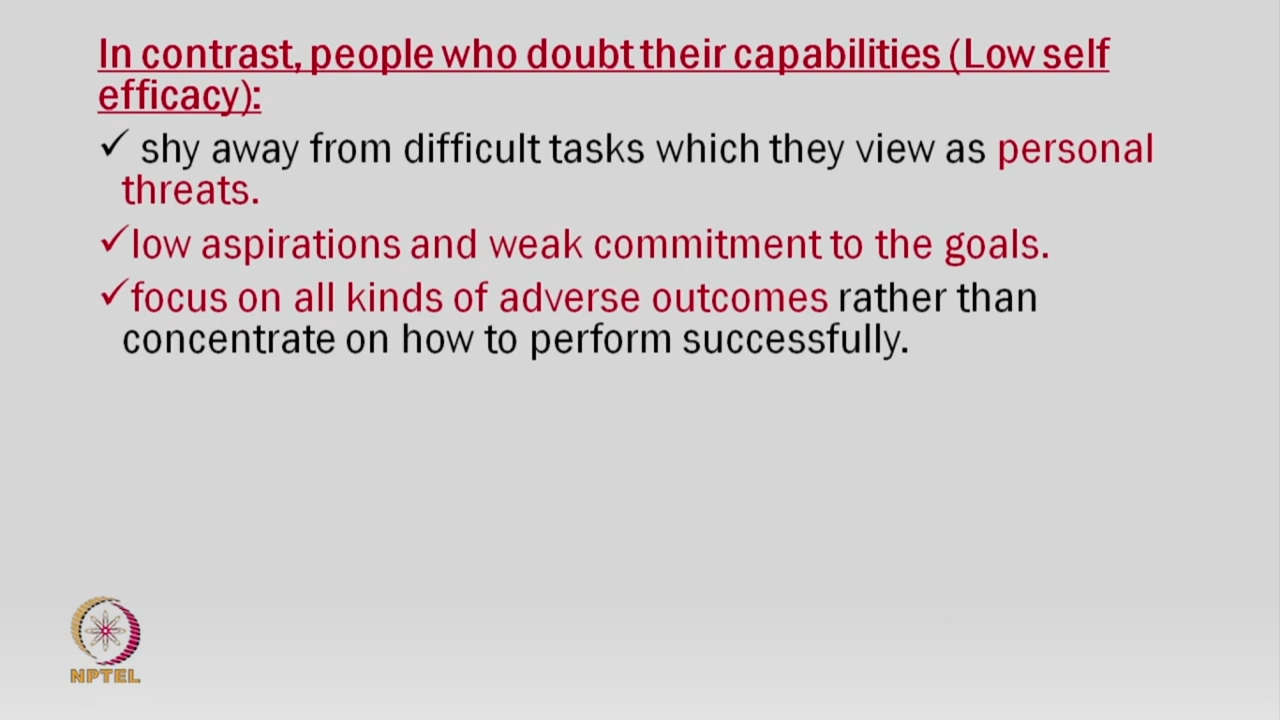 In contrast, people who doubt their capabilities (Low self
efficacy):
✓ shy away from difficult tasks which they view as personal
threats.
✓low aspirations and weak commitment to the goals.
✓focus on all kinds of adverse outcomes rather than
concentrate on how to perform successfully.
NPTEL